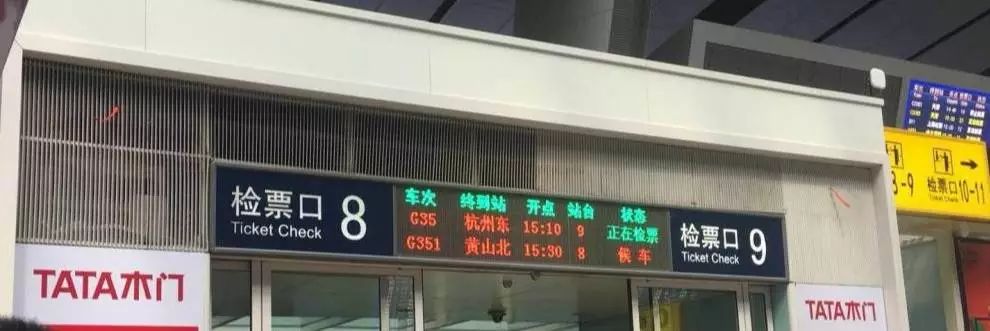 检票口 8
Ticket Check
车次 终到站 开点 站台 状态
G35 杭州东 15:10 9 正在检票
G351 黄山北 15:30 8 候车
检票口 9
Ticket Check
TATA木门
TATA木门
8-9
检票口 10-11
Ticket Check